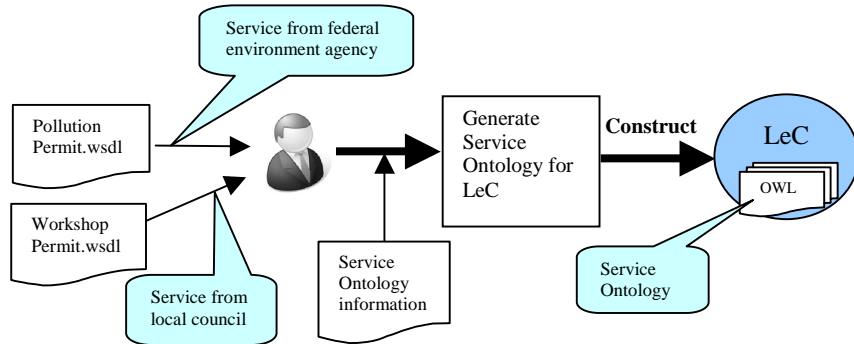 Service from federal
environment agency
Pollution
Permit.wsdl
Workshop
Permit.wsdl
Service from
local council
Service
Ontology
information
Generate
Service
Ontology for
LeC
Construct
LeC
OWL
Service
Ontology